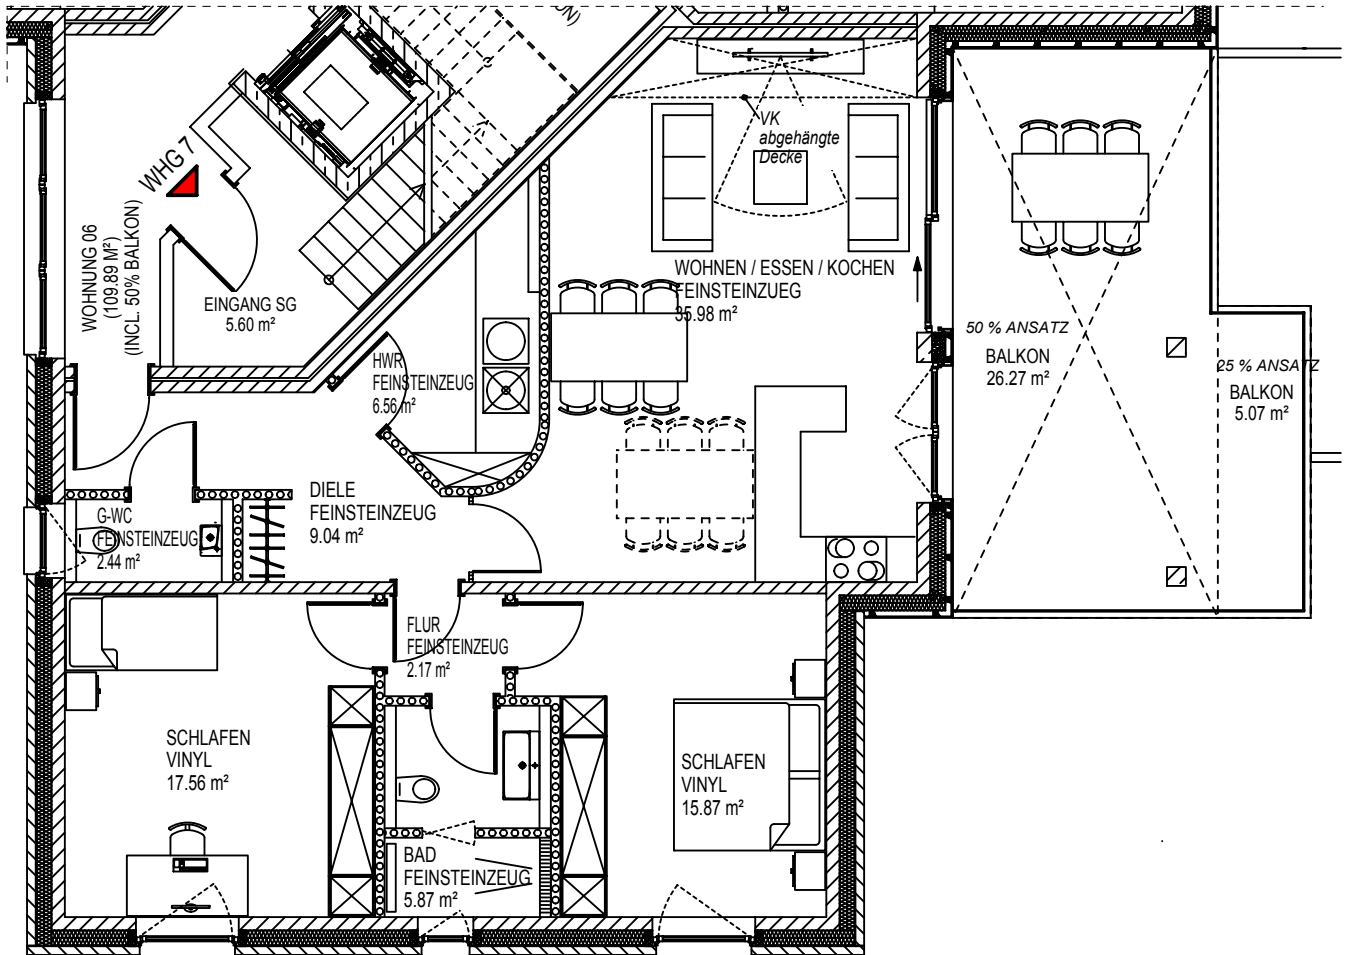 WHG 7
WOHNUNG 06
(109.89 M²)
(INCL. 50% BALKON)
EINGANG SG
5.60 m²
VK
abgehängte
Decke
WOHNEN / ESSEN / KOCHEN
FEINSTEINZUEG
35.98 m²
HWR
FEINSTEINZEUG
6.56 m²
50 % ANSATZ
BALKON
26.27 m²
25 % ANSATZ
BALKON
5.07 m²
DIELE
FEINSTEINZEUG
9.04 m²
G-WC
FEINSTEINZEUG
2.44 m²
FLUR
FEINSTEINZEUG
2.17 m²
SCHLAFEN
VINYL
17.56 m²
SCHLAFEN
VINYL
15.87 m²
BAD
FEINSTEINZEUG
5.87 m²